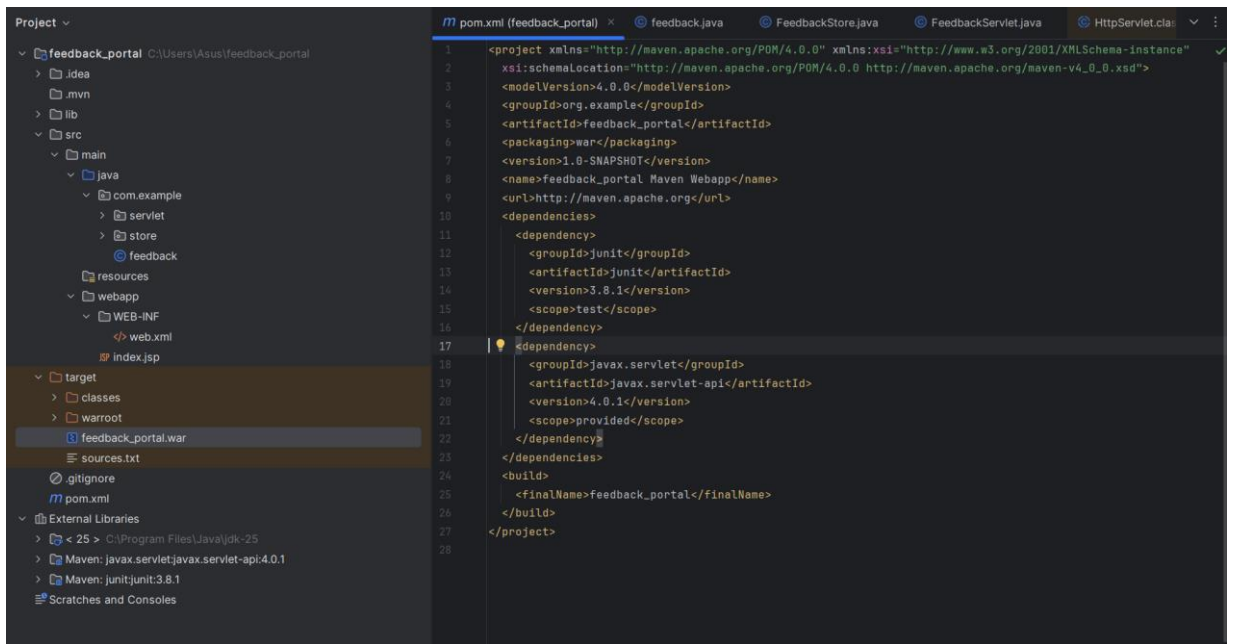 Project
feedback_portal C:\Users\Asus\feedback_portal
.idea
.mvn
lib
src
main
java
com.example
servlet
store
feedback
resources
webapp
WEB-INF
web.xml
JSP index.jsp
target
classes
warroot
feedback_portal.war
sources.txt
.gitignore
m pom.xml
External Libraries
< 25 > C:\Program Files\Java\jdk-25
Maven: javax.servlet:javax.servlet-api:4.0.1
Maven: junit:junit:3.8.1
Scratches and Consoles
m pom.xml (feedback_portal) × © feedback.java © FeedbackStore.java © FeedbackServlet.java © HttpServlet.clas
1 <project xmlns="http://maven.apache.org/POM/4.0.0" xmlns:xsi="http://www.w3.org/2001/XMLSchema-instance"
2 xsi:schemaLocation="http://maven.apache.org/POM/4.0.0 http://maven.apache.org/maven-v4_0_0.xsd">
3 <modelVersion>4.0.0</modelVersion>
4 <groupId>org.example</groupId>
5 <artifactId>feedback_portal</artifactId>
6 <packaging>war</packaging>
7 <version>1.0-SNAPSHOT</version>
8 <name>feedback_portal Maven Webapp</name>
9 <url>http://maven.apache.org</url>
10 <dependencies>
11 <dependency>
12 <groupId>junit</groupId>
13 <artifactId>junit</artifactId>
14 <version>3.8.1</version>
15 <scope>test</scope>
16 </dependency>
17 <dependency>
18 <groupId>javax.servlet</groupId>
19 <artifactId>javax.servlet-api</artifactId>
20 <version>4.0.1</version>
21 <scope>provided</scope>
22 </dependency>
23 </dependencies>
24 <build>
25 <finalName>feedback_portal</finalName>
26 </build>
27 </project>
28